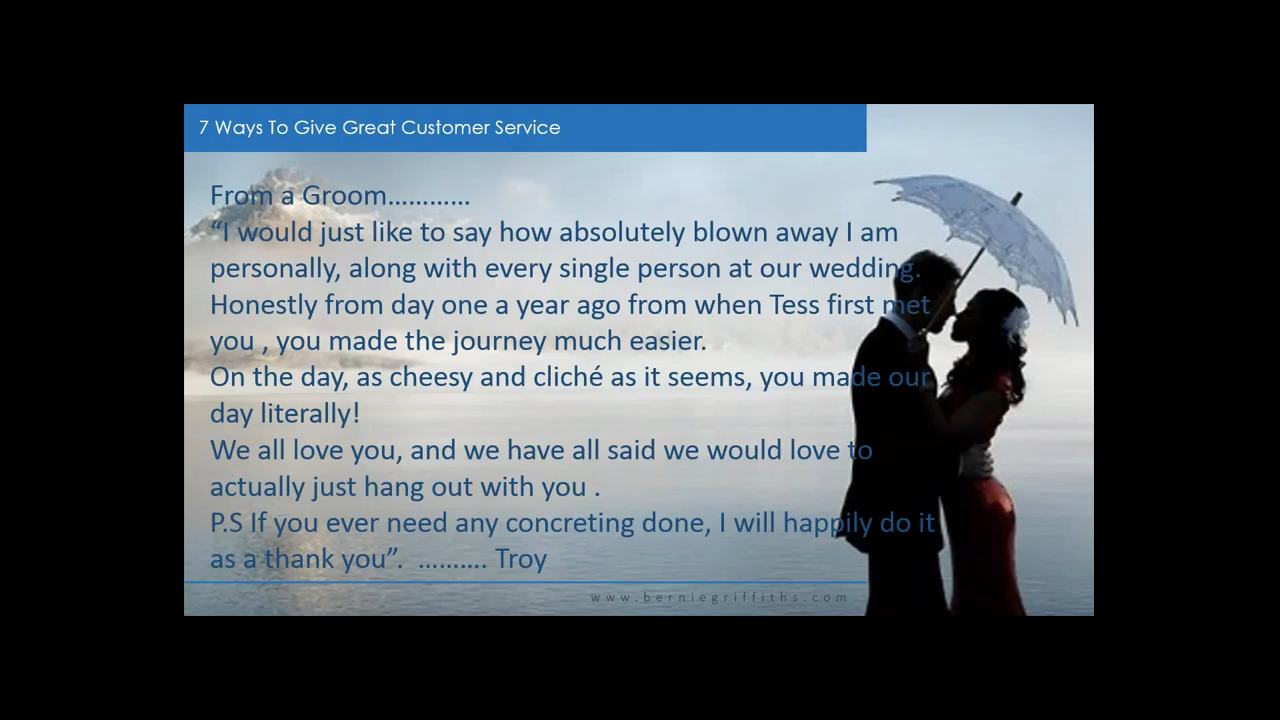 7 Ways To Give Great Customer Service
From a Groom…………
“I would just like to say how absolutely blown away I am
personally, along with every single person at our wedding.
Honestly from day one a year ago from when Tess first met
you , you made the journey much easier.
On the day, as cheesy and cliché as it seems, you made our
day literally!
We all love you, and we have all said we would love to
actually just hang out with you .
P.S If you ever need any concreting done, I will happily do it
as a thank you”.  ………. Troy
www.berniegriffiths.com